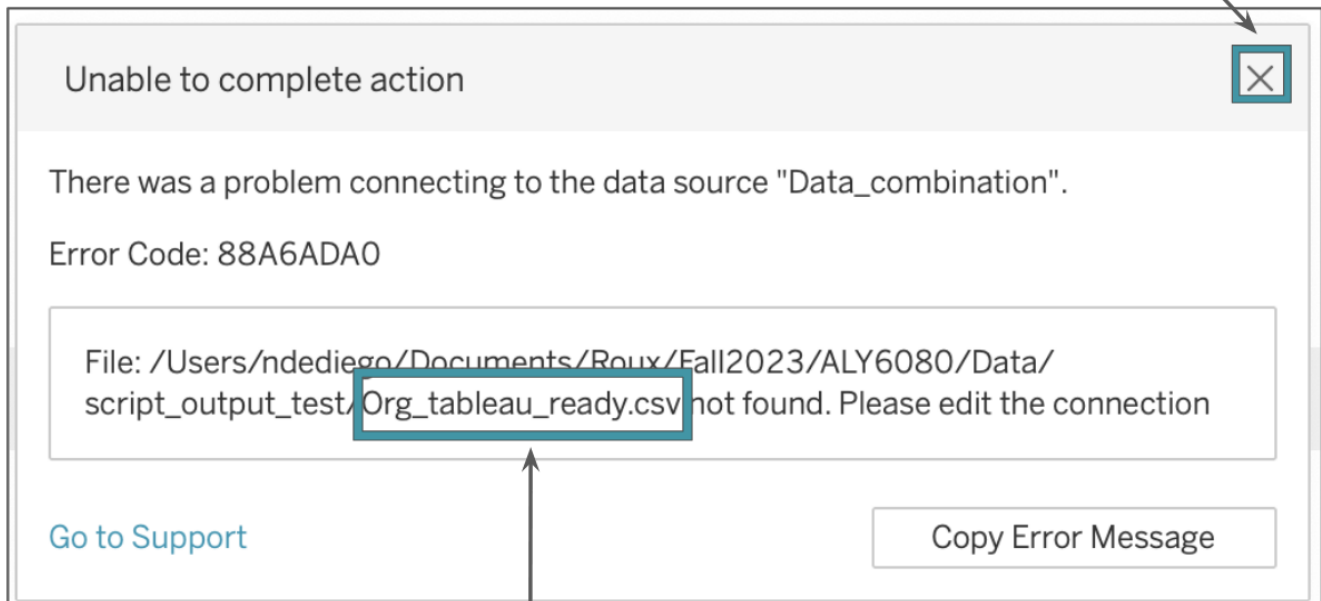 Unable to complete action
There was a problem connecting to the data source "Data_combination".
Error Code: 88A6ADA0
File: /Users/ndediego/Documents/Roux/Fall2023/ALY6080/Data/
script_output_test/Org_tableau_ready.csv not found. Please edit the connection
Go to Support
Copy Error Message